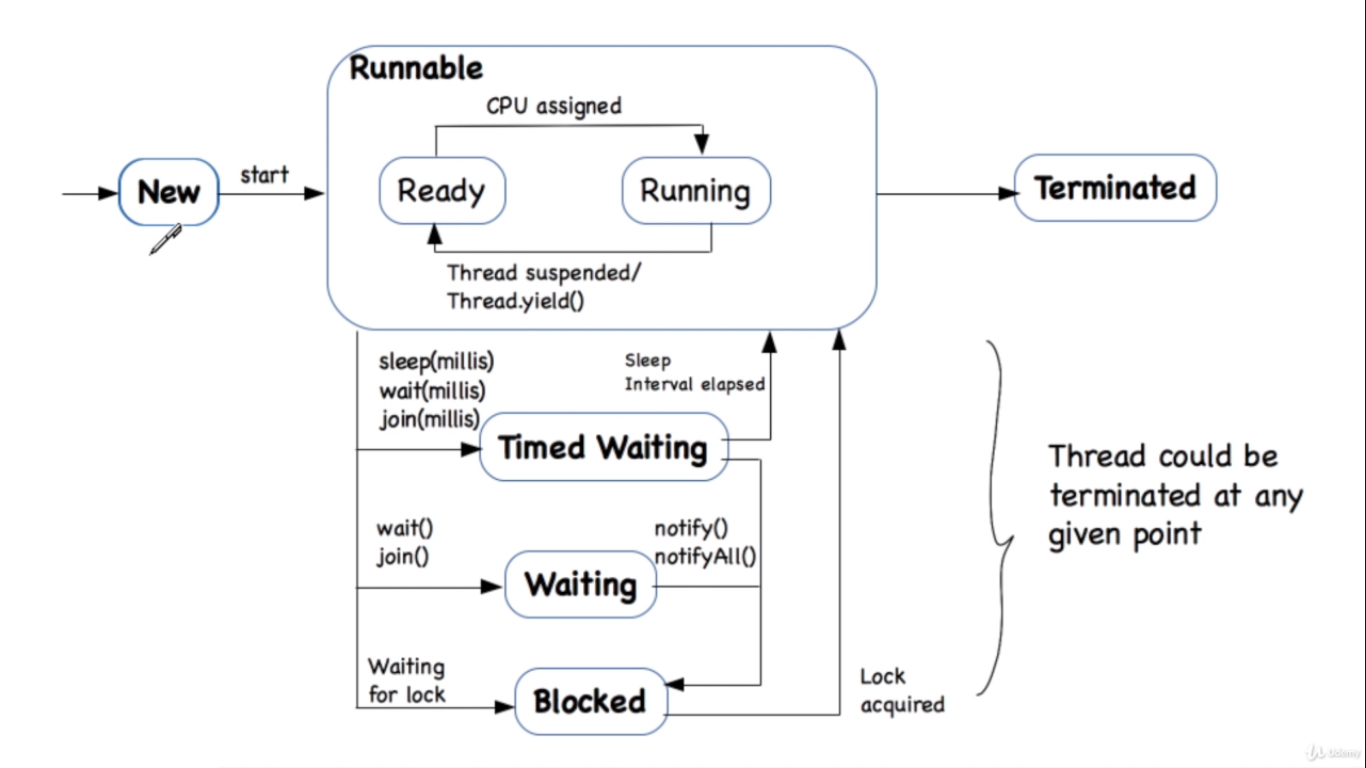 Runnable
CPU assigned
New
start
Ready
Running
Terminated
Thread suspended/
Thread.yield()
sleep(millis)
wait(millis)
join(millis)
Sleep
Interval elapsed
Timed Waiting
Thread could be
terminated at any
given point
wait()
join()
notify()
notifyAll()
Waiting
Waiting
for lock
Blocked
Lock
acquired
Udemy